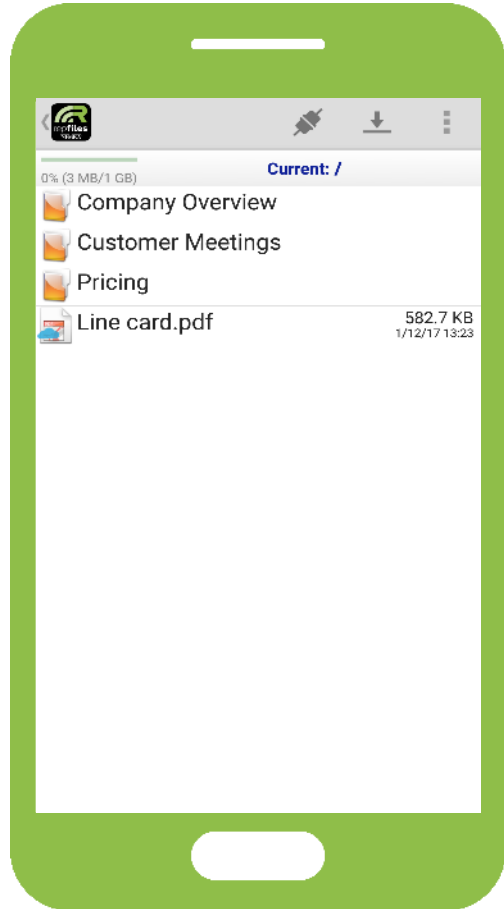 repfiles
0% (3 MB/1 GB)
Current: /
Company Overview
Customer Meetings
Pricing
Line card.pdf
582.7 KB
1/12/17 13:23